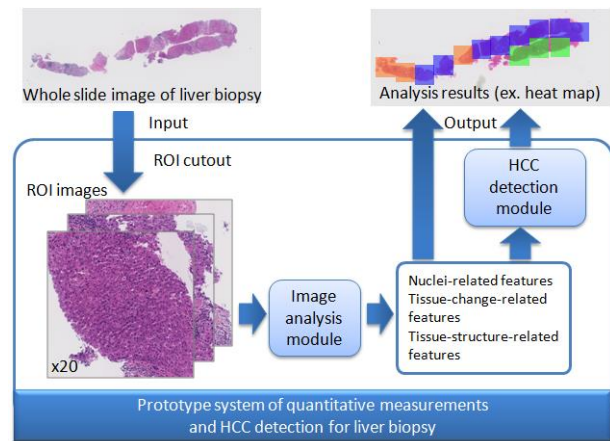 Whole slide image of liver biopsy
Analysis results (ex. heat map)
Input
Output
ROI cutout
ROI images
x20
Image
analysis
module
Nuclei-related features
Tissue-change-related
features
Tissue-structure-related
features
HCC
detection
module
Prototype system of quantitative measurements
and HCC detection for liver biopsy